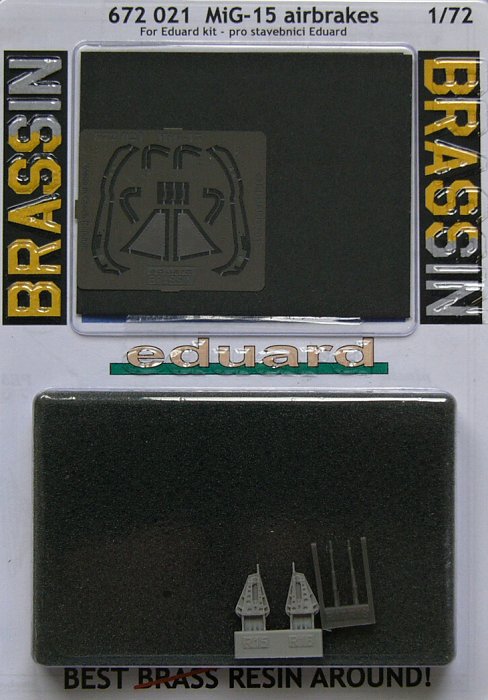 672 021 MiG-15 airbrakes 1/72
For Eduard kit - pro stavebnici Eduard
BRASSIN
BRASSIN
eduard
BEST BRASS RESIN AROUND!